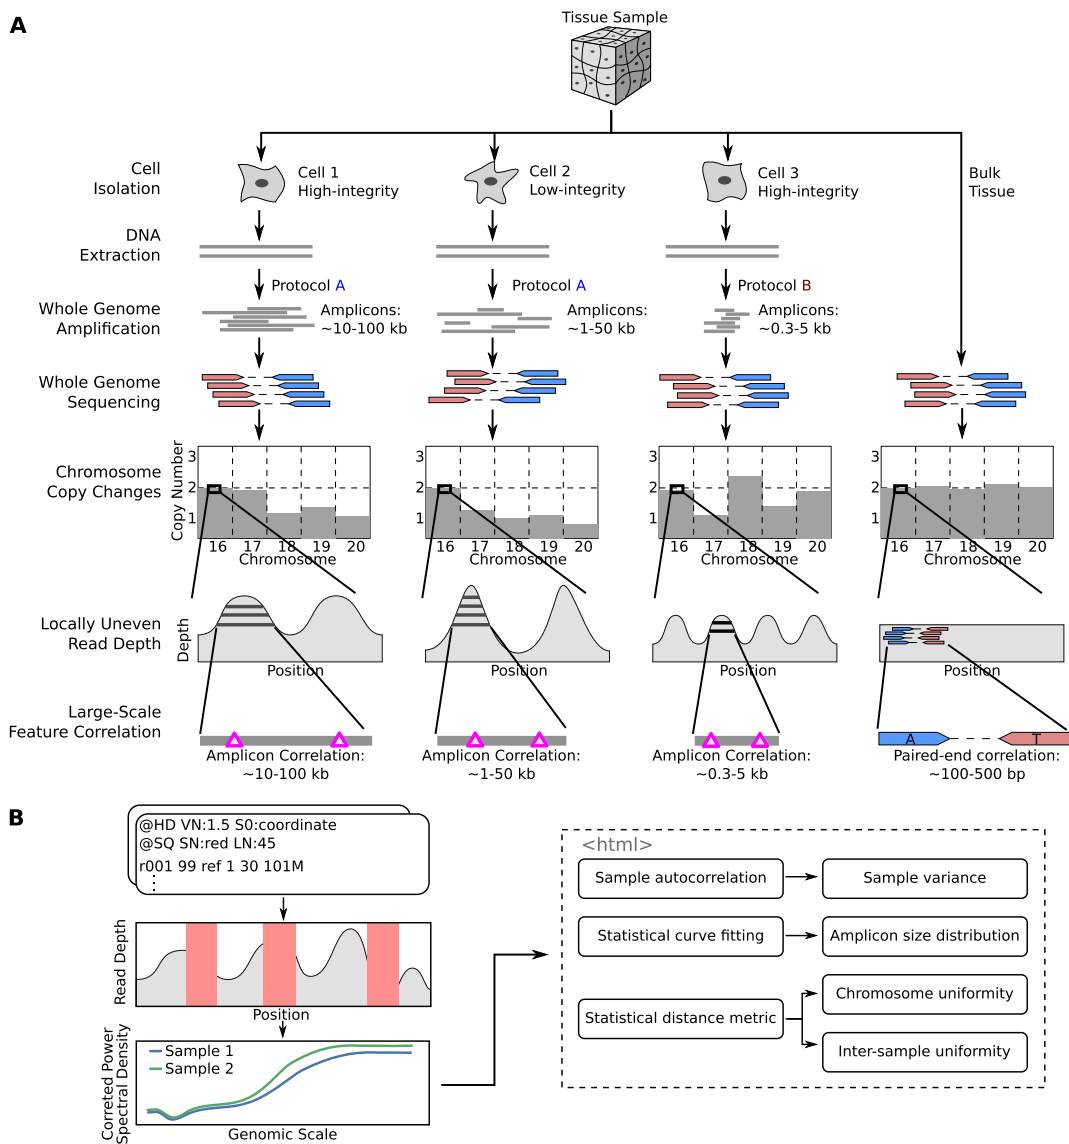 A
Tissue Sample
Cell
Isolation
Cell 1
High-integrity
Cell 2
Low-integrity
Cell 3
High-integrity
Bulk
Tissue
DNA
Extraction
Protocol A
Protocol A
Protocol B
Whole Genome
Amplification
Amplicons:
~10-100 kb
Amplicons:
~1-50 kb
Amplicons:
~0.3-5 kb
Whole Genome
Sequencing
Chromosome
Copy Changes
Copy Number
3
2
1
16 17 18 19 20
Chromosome
3
2
1
16 17 18 19 20
Chromosome
3
2
1
16 17 18 19 20
Chromosome
3
2
1
16 17 18 19 20
Chromosome
Locally Uneven
Read Depth
Depth
Position
Position
Position
Position
Large-Scale
Feature Correlation
Amplicon Correlation:
~10-100 kb
Amplicon Correlation:
~1-50 kb
Amplicon Correlation:
~0.3-5 kb
A
T
Paired-end correlation:
~100-500 bp
B
@HD VN:1.5 S0:coordinate
@SQ SN:red LN:45
r001 99 ref 1 30 101M
⋮
Read Depth
Position
Correted Power
Spectral Density
Sample 1
Sample 2
Genomic Scale
<html>
Sample autocorrelation
Sample variance
Statistical curve fitting
Amplicon size distribution
Statistical distance metric
Chromosome uniformity
Inter-sample uniformity